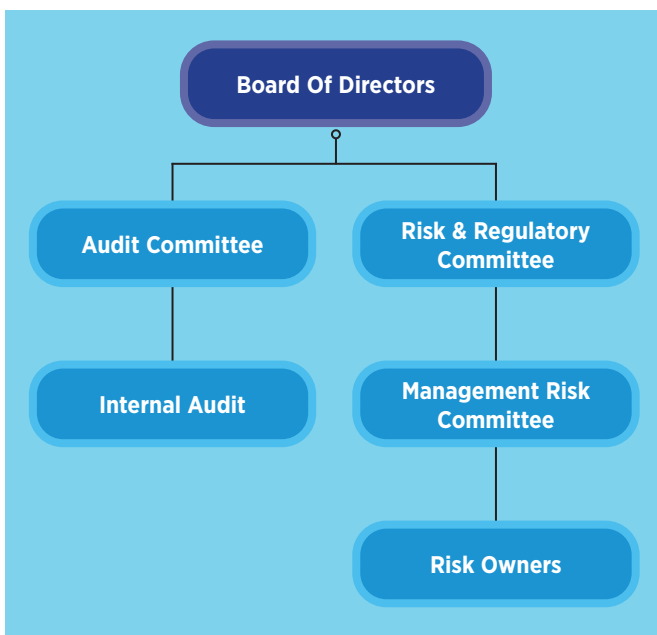 Board Of Directors
Audit Committee
Risk & Regulatory
Committee
Internal Audit
Management Risk
Committee
Risk Owners